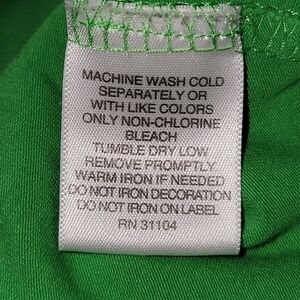 MACHINE WASH COLD
SEPARATELY OR
WITH LIKE COLORS
ONLY NON-CHLORINE
BLEACH
TUMBLE DRY LOW
REMOVE PROMPTLY
WARM IRON IF NEEDED
DO NOT IRON DECORATION
DO NOT IRON ON LABEL
RN 31104